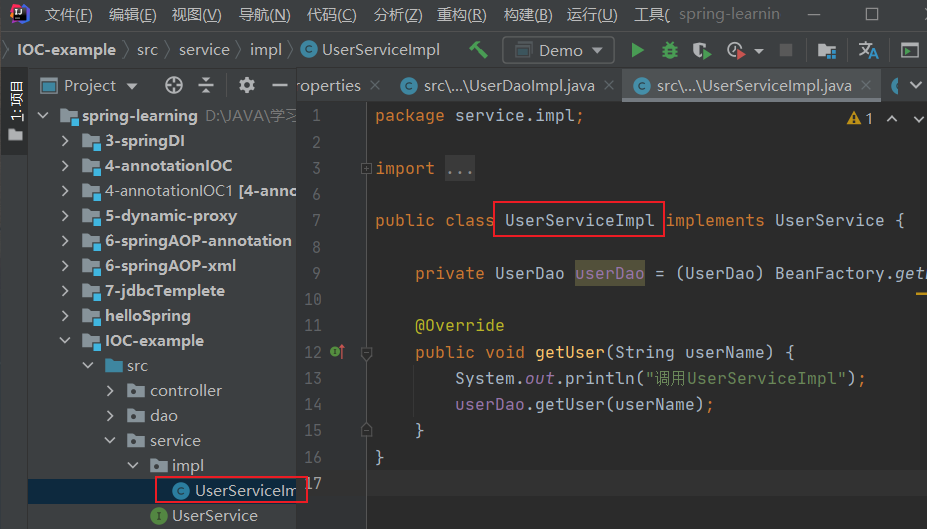 文件(F) 编辑(E) 视图(V) 导航(N) 代码(C) 分析(Z) 重构(R) 构建(B) 运行(U) 工具( spring-learnin
IOC-example src service impl UserServiceImpl Demo
1: 项目
Project
roperties src\...\UserDaoImpl.java src\...\UserServiceImpl.java
spring-learning D:\JAVA\学习
3-springDI
4-annotationIOC
4-annotationIOC1 [4-anno
5-dynamic-proxy
6-springAOP-annotation
6-springAOP-xml
7-jdbcTemplete
helloSpring
IOC-example
src
controller
dao
service
impl
UserServiceIm
UserService
1 package service.impl; 1
2
3 import ...
6
7 public class UserServiceImpl implements UserService {
8
9 private UserDao userDao = (UserDao) BeanFactory.get
10
11 @Override
12 public void getUser(String userName) {
13 System.out.println("调用UserServiceImpl");
14 userDao.getUser(userName);
15 }
16 }
17